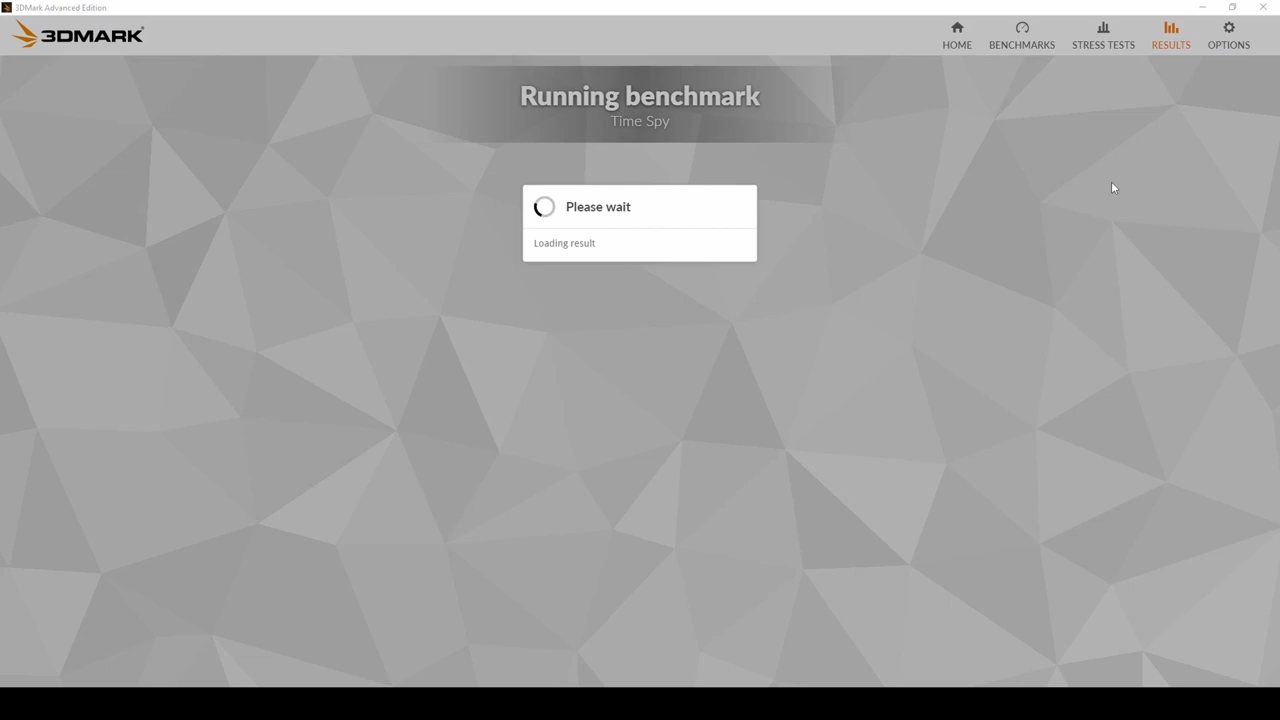 3DMark Advanced Edition
3DMARK
HOME
BENCHMARKS
STRESS TESTS
RESULTS
OPTIONS
Running benchmark
Time Spy
Please wait
Loading result